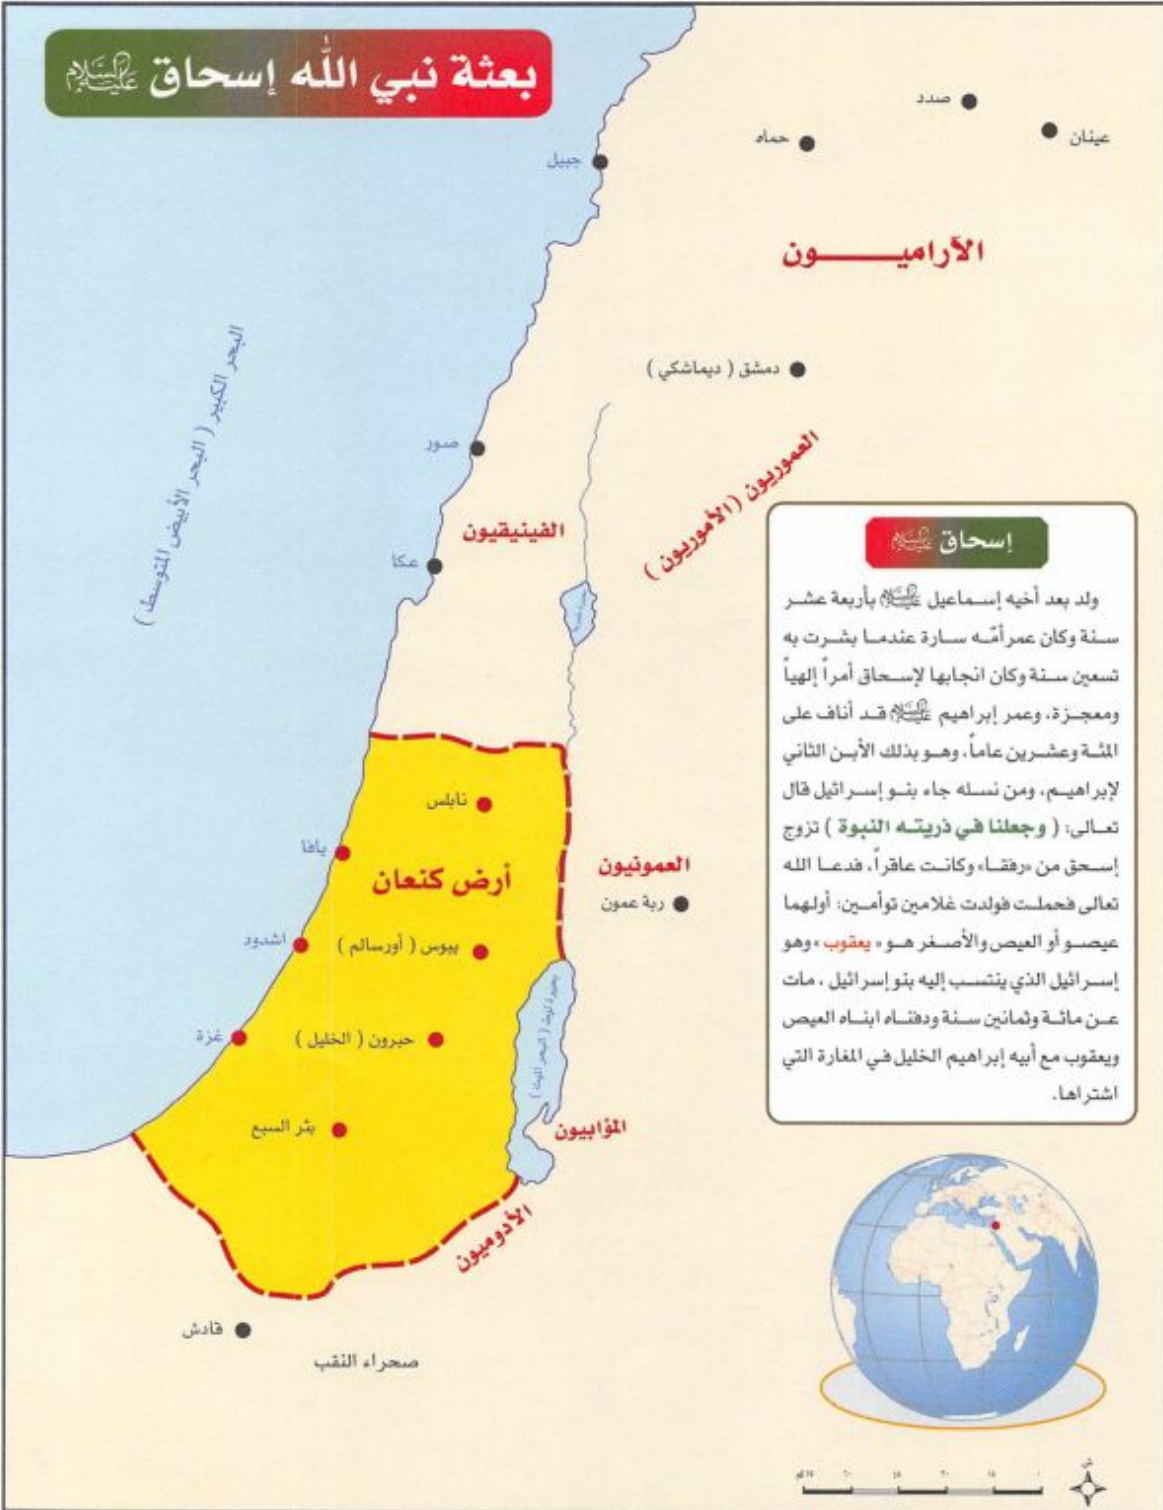 بعثة نبي الله إسحاق عليه السلام
صدد
عينان
حماه
جبيل
الآراميـــــــون
البحر الكبير ( البحر الأبيض المتوسط )
دمشق ( ديماشكي )
صور
العموريون (الأموريون )
الفينيقيون
عكا
إسحاق عليه السلام
ولد بعد أخيه إسماعيل عليه السلام بأربعة عشر
سنة وكان عمر أمّه سارة عندما بشرت به
تسعين سنة وكان انجابها لإسحاق أمراً إلهياً
ومعجزة، وعمر إبراهيم عليه السلام قد أناف على
المئة وعشرين عاماً، وهو بذلك الأبن الثاني
لإبراهيم، ومن نسله جاء بنو إسرائيل قال
تعالى: ( وجعلنا في ذريته النبوة ) تزوج
إسحق من «رفقا» وكانت عاقراً، فدعا الله
تعالى فحملت فولدت غلامين توأمين: أولهما
عيصو أو العيص والأصغر هو « يعقوب » وهو
إسرائيل الذي ينتسب إليه بنو إسرائيل ، مات
عن مائة وثمانين سنة ودفناه ابناه العيص
ويعقوب مع أبيه إبراهيم الخليل في المغارة التي
اشتراها.
نابلس
يافا
أرض كنعان
العمونيون
ربة عمون
اشدود
يبوس ( أورسالم )
بحيرة لوط ( البحر الميت )
غزة
حبرون ( الخليل )
بئر السبع
المؤابيون
الأدوميون
قادش
صحراء النقب
ش